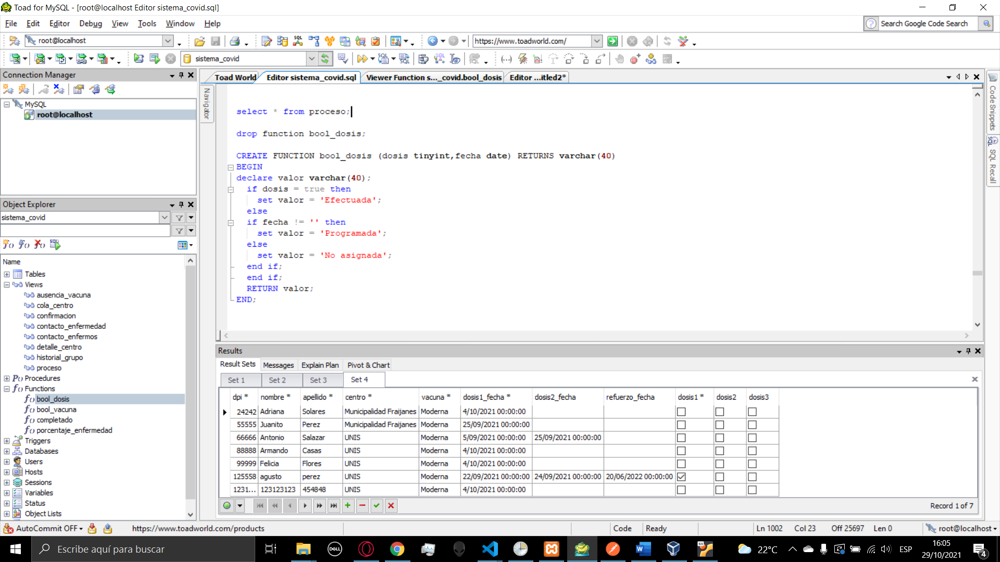 Toad for MySQL - [root@localhost Editor sistema_covid.sql]
File Edit Editor Debug View Tools Window Help
Search Google Code Search
root@localhost
SQL
https://www.toadworld.com/
sistema_covid
Connection Manager
MySQL
root@localhost
Object Explorer
sistema_covid
Name
Tables
Views
ausencia_vacuna
cola_centro
confirmacion
contacto_enfermedad
contacto_enfermos
detalle_centro
historial_grupo
proceso
Procedures
Functions
bool_dosis
bool_vacuna
completado
porcentaje_enfermedad
Triggers
Databases
Users
Hosts
Sessions
Variables
Status
Object Lists
Toad World
Editor sistema_covid.sql
Viewer Function s..._covid.bool_dosis
Editor ...itled2*
Navigator
select * from proceso;
drop function bool_dosis;
CREATE FUNCTION bool_dosis (dosis tinyint,fecha date) RETURNS varchar(40)
BEGIN
declare valor varchar(40);
if dosis = true then
set valor = 'Efectuada';
else
if fecha != '' then
set valor = 'Programada';
else
set valor = 'No asignada';
end if;
end if;
RETURN valor;
END;
Code Snippets
SQL Recall
Results
Result Sets Messages Explain Plan Pivot & Chart
Set 1 Set 2 Set 3 Set 4
dpi * nombre * apellido * centro * vacuna * dosis1_fecha * dosis2_fecha refuerzo_fecha dosis1 * dosis2 dosis3
24242 Adriana Solares Municipalidad Fraijanes Moderna 4/10/2021 00:00:00
55555 Juanito Perez Municipalidad Fraijanes Moderna 25/09/2021 00:00:00
66666 Antonio Salazar UNIS Moderna 5/09/2021 00:00:00 25/09/2021 00:00:00
88888 Armando Casas UNIS Moderna 4/10/2021 00:00:00
99999 Felicia Flores UNIS Moderna 4/10/2021 00:00:00
125558 agusto perez UNIS Moderna 22/09/2021 00:00:00 24/09/2021 00:00:00 20/06/2022 00:00:00
1231... 123123123 454848 UNIS Moderna 4/10/2021 00:00:00
Record 1 of 7
AutoCommit OFF
https://www.toadworld.com/products
Code Ready Ln 1002 Col 23 Off 25697 Len 0 root@localhost
Escribe aquí para buscar
DELL
64
22°C
ESP
16:05
29/10/2021
4